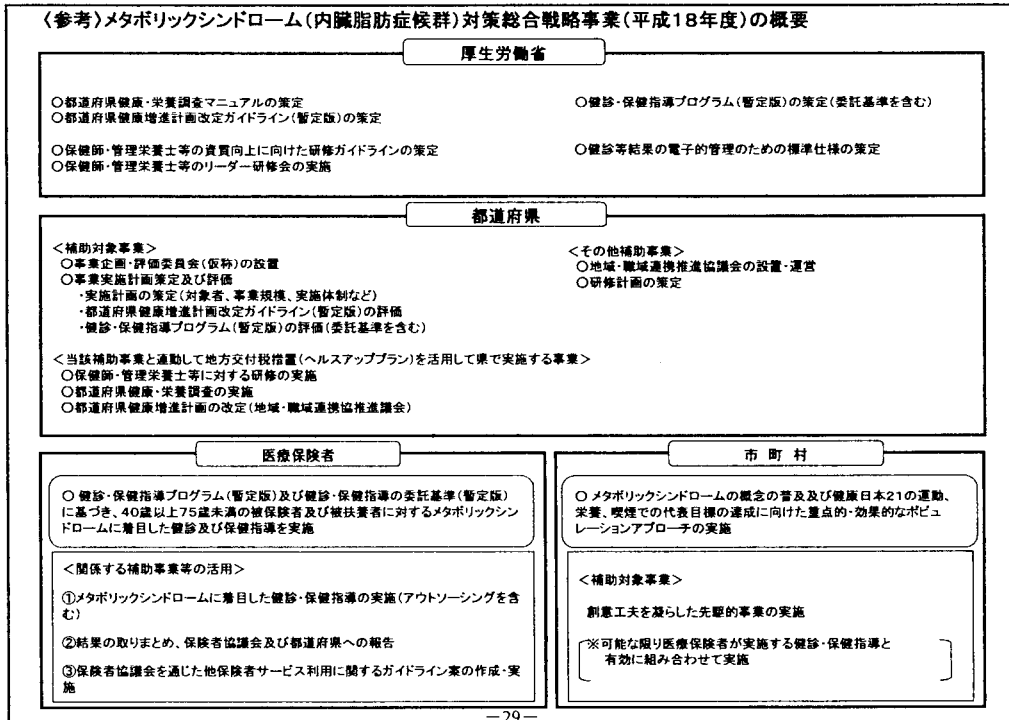 〈参考〉メタボリックシンドローム(内臓脂肪症候群)対策総合戦略事業(平成18年度)の概要
厚生労働省
○都道府県健康・栄養調査マニュアルの策定
○都道府県健康増進計画改定ガイドライン(暫定版)の策定
○保健師・管理栄養士等の資質向上に向けた研修ガイドラインの策定
○保健師・管理栄養士等のリーダー研修会の実施
○健診・保健指導プログラム(暫定版)の策定(委託基準を含む)
○健診等結果の電子的管理のための標準仕様の策定
都道府県
＜補助対象事業＞
○事業企画・評価委員会(仮称)の設置
○事業実施計画策定及び評価
・実施計画の策定(対象者、事業規模、実施体制など)
・都道府県健康増進計画改定ガイドライン(暫定版)の評価
・健診・保健指導プログラム(暫定版)の評価(委託基準を含む)
＜その他補助事業＞
○地域・職域連携推進協議会の設置・運営
○研修計画の策定
＜当該補助事業と連動して地方交付税措置(ヘルスアッププラン)を活用して県で実施する事業＞
○保健師・管理栄養士等に対する研修の実施
○都道府県健康・栄養調査の実施
○都道府県健康増進計画の改定(地域・職域連携協推進議会)
医療保険者
○ 健診・保健指導プログラム(暫定版)及び健診・保健指導の委託基準(暫定版)
に基づき、40歳以上75歳未満の被保険者及び被扶養者に対するメタボリックシン
ドロームに着目した健診及び保健指導を実施
＜関係する補助事業等の活用＞
①メタボリックシンドロームに着目した健診・保健指導の実施(アウトソーシングを含
む)
②結果の取りまとめ、保険者協議会及び都道府県への報告
③保険者協議会を通じた他保険者サービス利用に関するガイドライン案の作成・実
施
市町村
○ メタボリックシンドロームの概念の普及及び健康日本21の運動、
栄養、喫煙での代表目標の達成に向けた重点的・効果的なポピュ
レーションアプローチの実施
＜補助対象事業＞
創意工夫を凝らした先駆的事業の実施
※可能な限り医療保険者が実施する健診・保健指導と
有効に組み合わせて実施
－29－